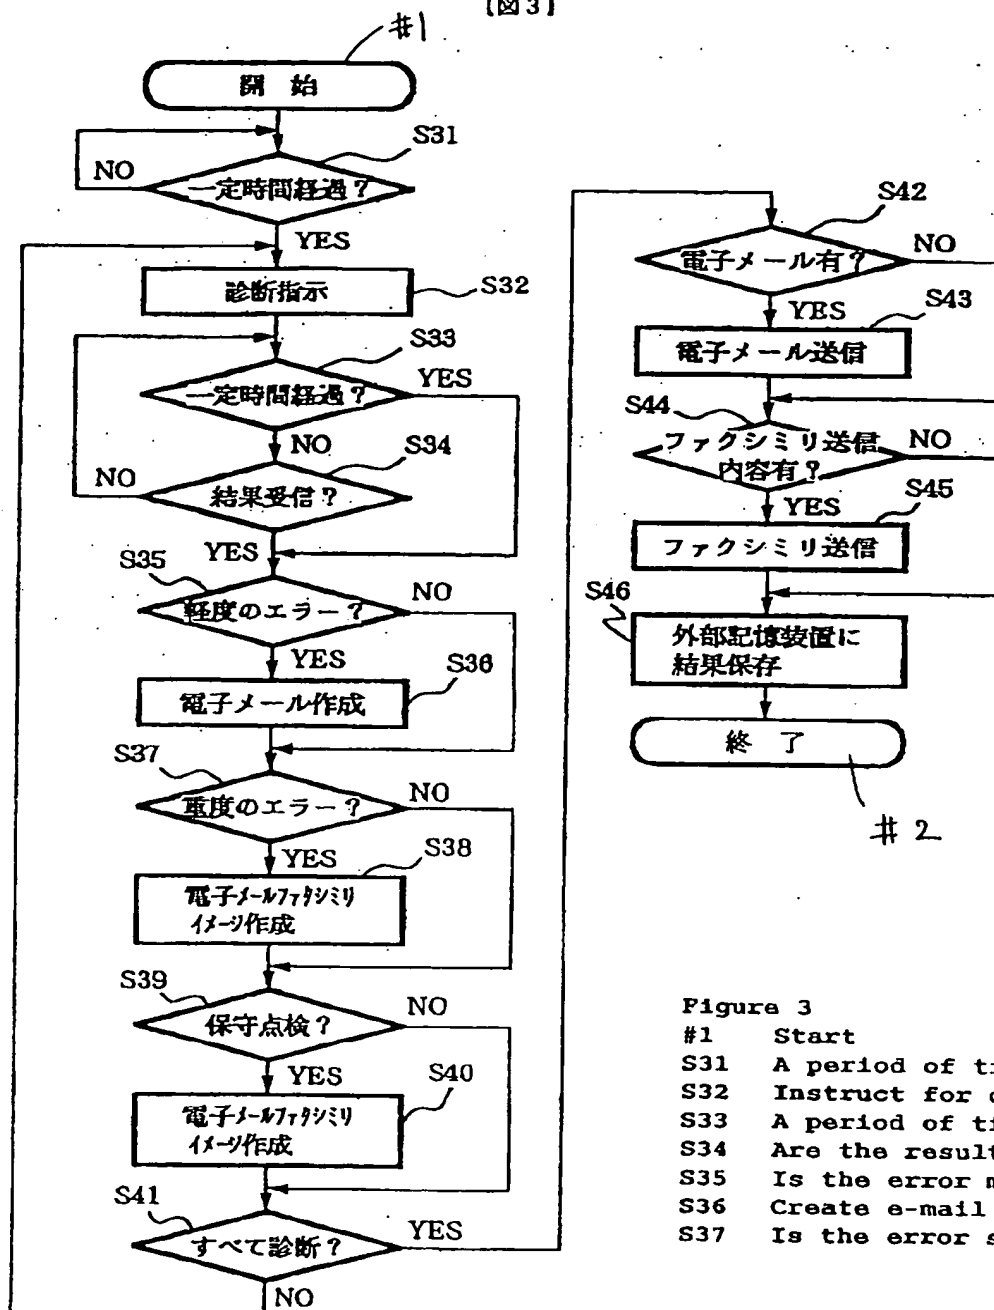 【図3】
#1
開 始
S31
一定時間経過?
NO
YES
診断指示
S32
S33
一定時間経過?
YES
NO
S34
結果受信?
NO
YES
S35
軽度のエラー?
NO
YES
S36
電子メール作成
S37
重度のエラー?
NO
YES
S38
電子メールファクシミリ
イメージ作成
S39
保守点検?
NO
YES
S40
電子メールファクシミリ
イメージ作成
S41
すべて診断?
YES
NO
S42
電子メール有?
NO
YES
S43
電子メール送信
S44
ファクシミリ送信
内容有?
NO
YES
S45
ファクシミリ送信
S46
外部記憶装置に
結果保存
終 了
#2
Figure 3
#1 Start
S31 A period of ti
S32 Instruct for
S33 A period of ti
S34 Are the result
S35 Is the error
S36 Create e-mail
S37 Is the error s